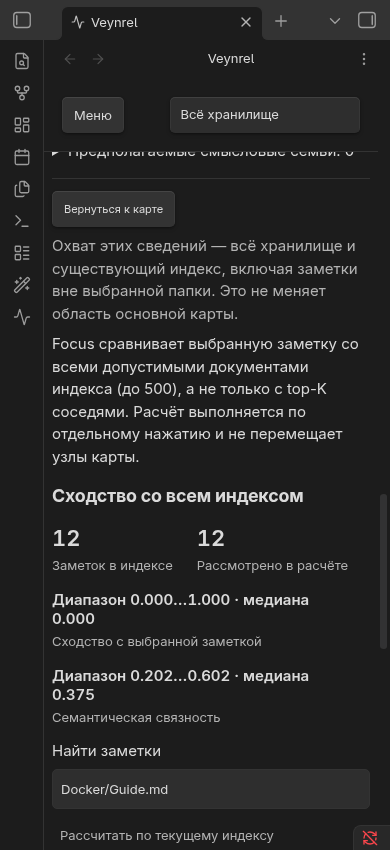 Veynrel
Veynrel
Меню
Всё хранилище
Предполагаемые смысловые семьи: 0
Вернуться к карте
Охват этих сведений — всё хранилище и
существующий индекс, включая заметки
вне выбранной папки. Это не меняет
область основной карты.
Focus сравнивает выбранную заметку со
всеми допустимыми документами
индекса (до 500), а не только с top-K
соседями. Расчёт выполняется по
отдельному нажатию и не перемещает
узлы карты.
Сходство со всем индексом
12 12
Заметок в индексе Рассмотрено в расчёте
Диапазон 0.000…1.000 · медиана
0.000
Сходство с выбранной заметкой
Диапазон 0.202…0.602 · медиана
0.375
Семантическая связность
Найти заметки
Docker/Guide.md
Рассчитать по текущему индексу